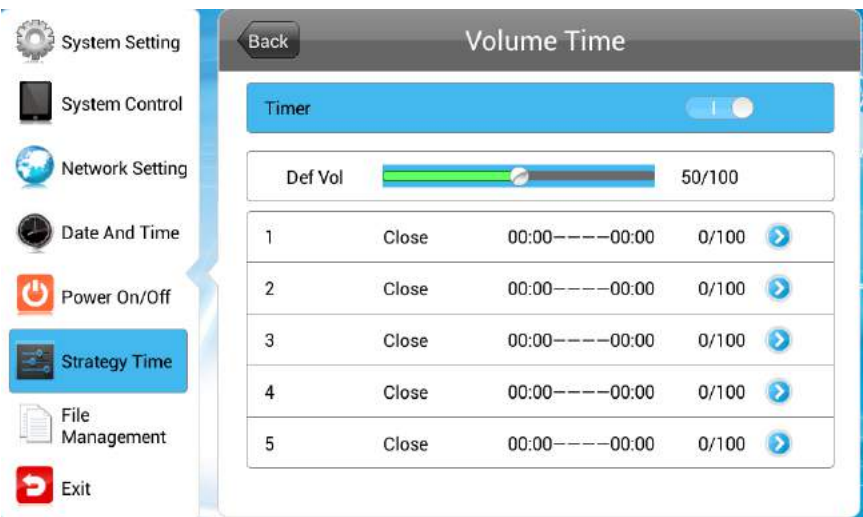 System Setting
System Control
Network Setting
Date And Time
Power On/Off
Strategy Time
File
Management
Exit
Back
Volume Time
Timer
Def Vol 50/100
1 Close 00:00----00:00 0/100
2 Close 00:00----00:00 0/100
3 Close 00:00----00:00 0/100
4 Close 00:00----00:00 0/100
5 Close 00:00----00:00 0/100